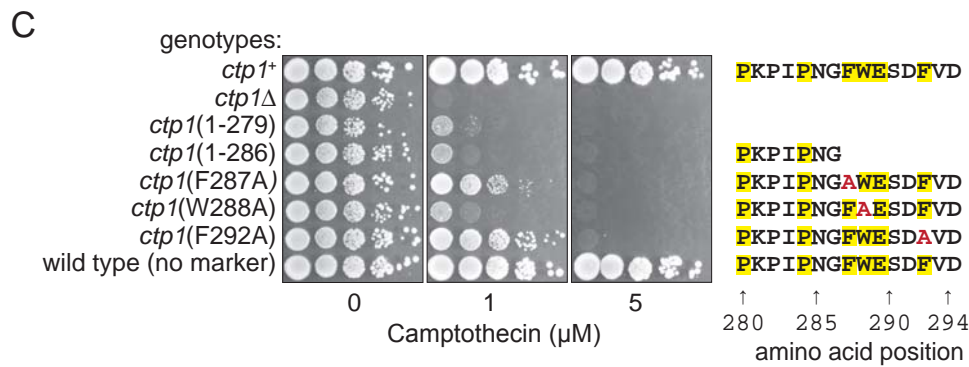 C
genotypes:
ctp1+ PKPIPNGFWESDFVD
ctp1Δ
ctp1(1-279)
ctp1(1-286) PKPIPNG
ctp1(F287A) PKPIPNGAWESDFVD
ctp1(W288A) PKPIPNGFAESDFVD
ctp1(F292A) PKPIPNGFWESDAVD
wild type (no marker) PKPIPNGFWESDFVD
0 1 5
Camptothecin (µM)
↑ ↑ ↑ ↑
280 285 290 294
amino acid position